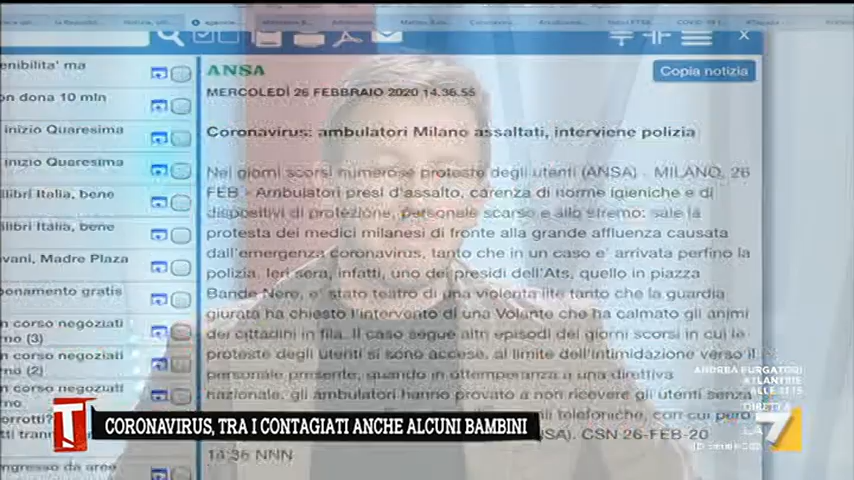 ANSA
Copia notizia
MERCOLEDÌ 26 FEBBRAIO 2020 14.36.55
Coronavirus: ambulatori Milano assaltati, interviene polizia
Nei giorni scorsi numerose proteste degli utenti (ANSA) - MILANO, 26
FEB - Ambulatori presi d'assalto, carenza di norme igieniche e di
dispositivi di protezione, personale scarso e allo stremo: sale la
protesta dei medici milanesi di fronte alla grande affluenza causata
dall'emergenza coronavirus, tanto che in un caso e' arrivata perfino la
polizia. Ieri sera, infatti, uno dei presidi dell'Ats, quello in piazza
Bande Nere, e' stato teatro di una violenta lite tanto che la guardia
giurata ha chiesto l'intervento di una Volante che ha calmato gli animi
dei cittadini in fila. Il caso segue altri episodi dei giorni scorsi in cui le
proteste degli utenti si sono accese, al limite dell'intimidazione verso il
personale presente, quando in ottemperanza a una direttiva
nazionale, gli ambulatori hanno provato a non ricevere gli utenti senza
telefoniche, con cui pero'
CSN 26-FEB-20
14:36 NNN
enibilita' ma
on dona 10 mln
inizio Quaresima
inizio Quaresima
llibri Italia, bene
llibri Italia, bene
vani, Madre Plaza
bonamento gratis
n corso negoziati
(3)
n corso negoziati
(2)
n corso negoziati
T
CORONAVIRUS, TRA I CONTAGIATI ANCHE ALCUNI BAMBINI
ANDREA PURGATORI
ATLANTIDE
ALLE 21.15
DIRETTA
LA
7